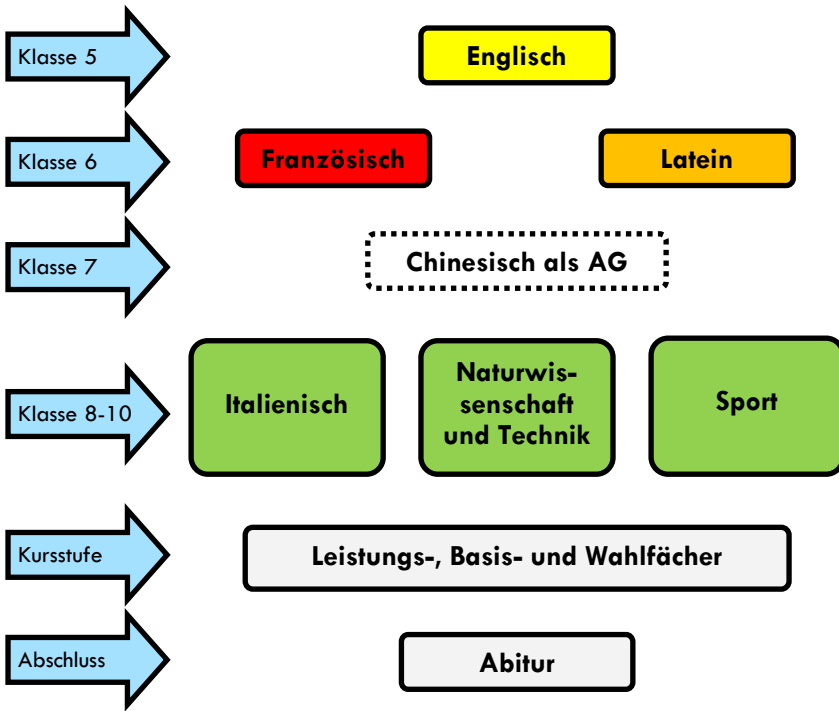 Klasse 5
Englisch
Klasse 6
Französisch
Latein
Klasse 7
Chinesisch als AG
Klasse 8-10
Italienisch
Naturwis-
senschaft
und Technik
Sport
Kursstufe
Leistungs-, Basis- und Wahlfächer
Abschluss
Abitur